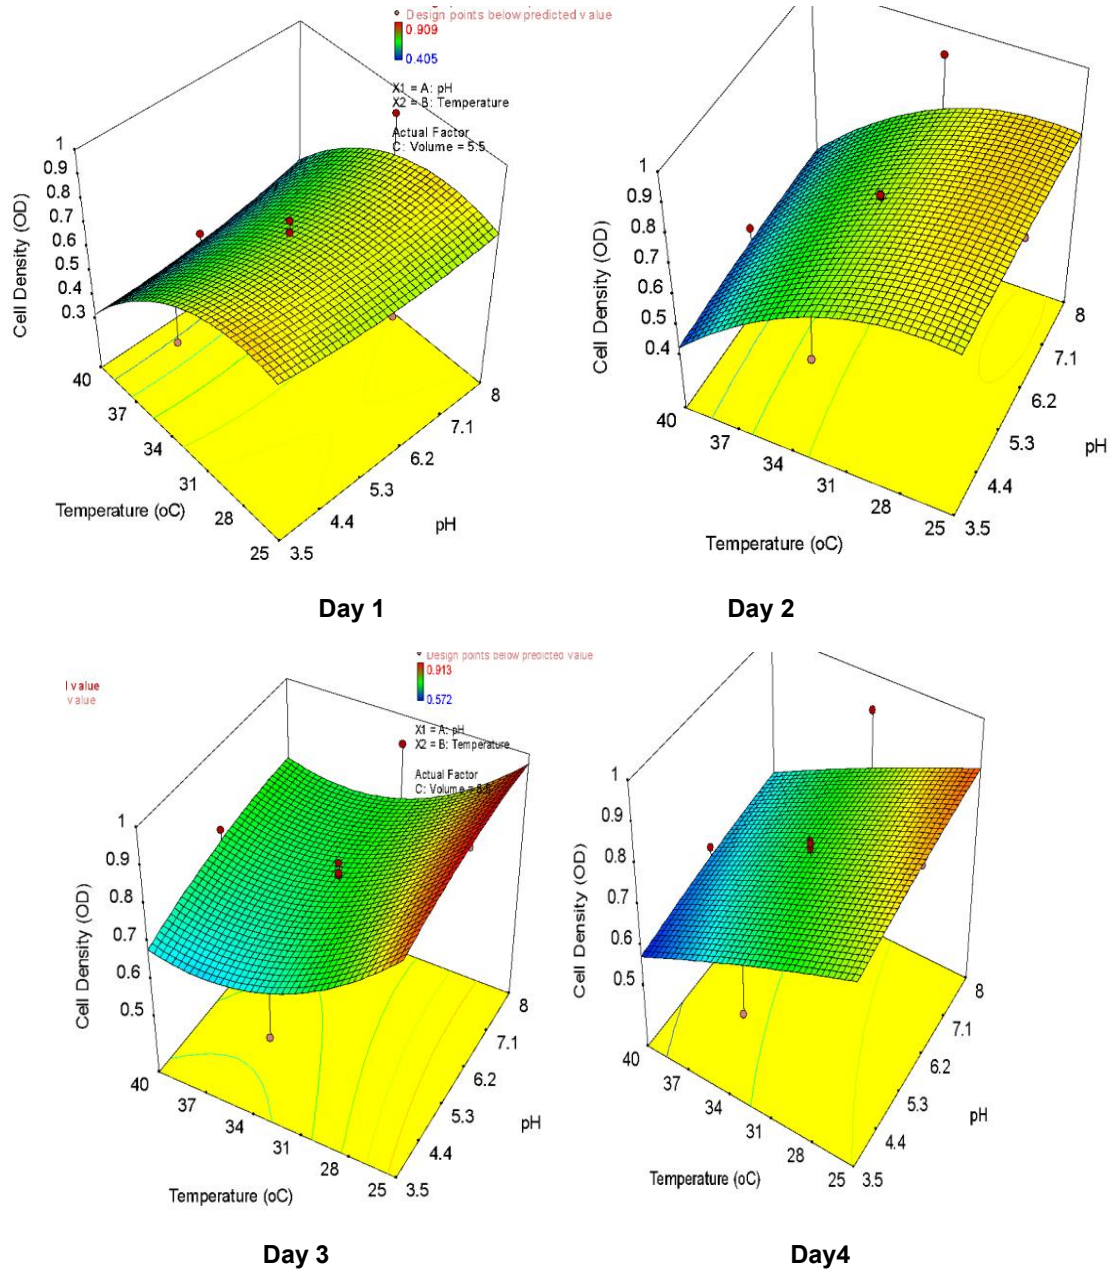 Design points below predicted value
0.909
0.405
X1 = A: pH
X2 = B: Temperature
Actual Factor
C: Volume = 5.5
Cell Density (OD)
1
0.9
0.8
0.7
0.6
0.5
0.4
0.3
40
37
34
31
28
25
Temperature (oC)
3.5
4.4
5.3
6.2
7.1
8
pH
Day 1
Cell Density (OD)
1
0.9
0.8
0.7
0.6
0.5
0.4
40
37
34
31
28
25
Temperature (oC)
3.5
4.4
5.3
6.2
7.1
8
pH
Day 2
l value
value
Design points below predicted value
0.913
0.572
X1 = A: pH
X2 = B: Temperature
Actual Factor
C: Volume = 5.5
Cell Density (OD)
1
0.9
0.8
0.7
0.6
0.5
40
37
34
31
28
25
Temperature (oC)
3.5
4.4
5.3
6.2
7.1
8
pH
Day 3
Cell Density (OD)
1
0.9
0.8
0.7
0.6
0.5
40
37
34
31
28
25
Temperature (oC)
3.5
4.4
5.3
6.2
7.1
8
pH
Day4